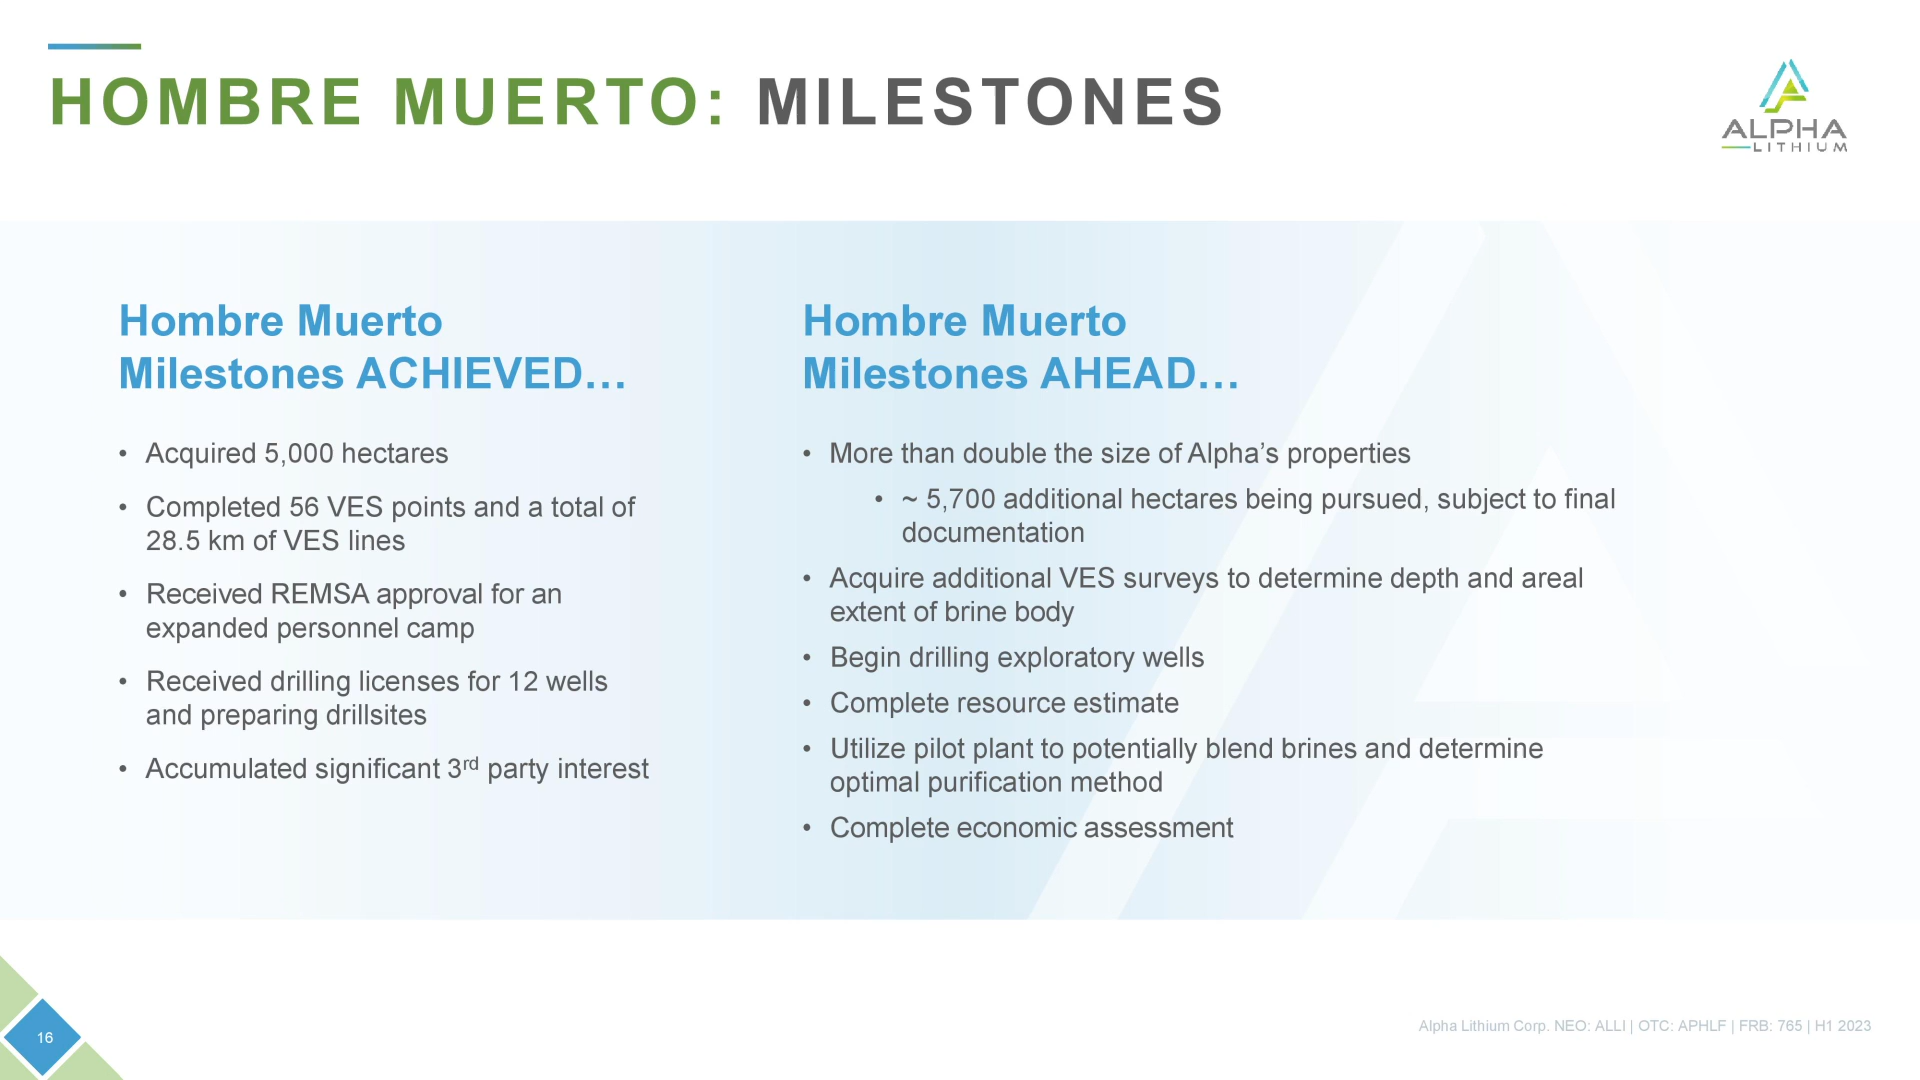 HOMBRE MUERTO: MILESTONES
ALPHA
LITHIUM
Hombre Muerto
Milestones ACHIEVED…
• Acquired 5,000 hectares
• Completed 56 VES points and a total of
28.5 km of VES lines
• Received REMSA approval for an
expanded personnel camp
• Received drilling licenses for 12 wells
and preparing drillsites
• Accumulated significant 3rd party interest
Hombre Muerto
Milestones AHEAD…
• More than double the size of Alpha’s properties
• ~ 5,700 additional hectares being pursued, subject to final
documentation
• Acquire additional VES surveys to determine depth and areal
extent of brine body
• Begin drilling exploratory wells
• Complete resource estimate
• Utilize pilot plant to potentially blend brines and determine
optimal purification method
• Complete economic assessment
16
Alpha Lithium Corp. NEO: ALLI | OTC: APHLF | FRB: 765 | H1 2023